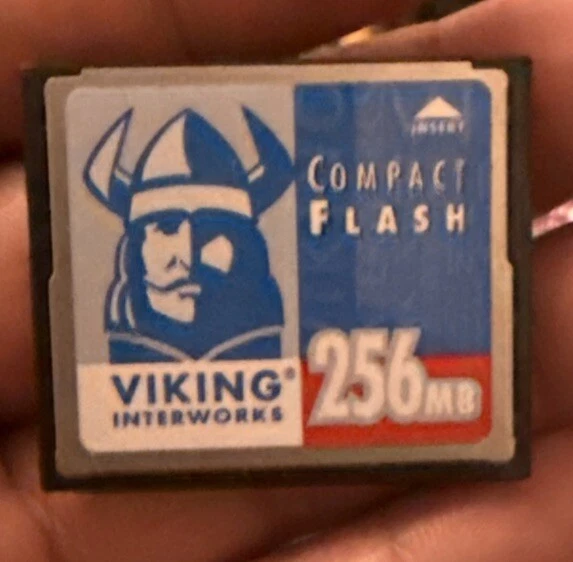 INSERT
COMPACT
FLASH
256MB
VIKING®
INTERWORKS